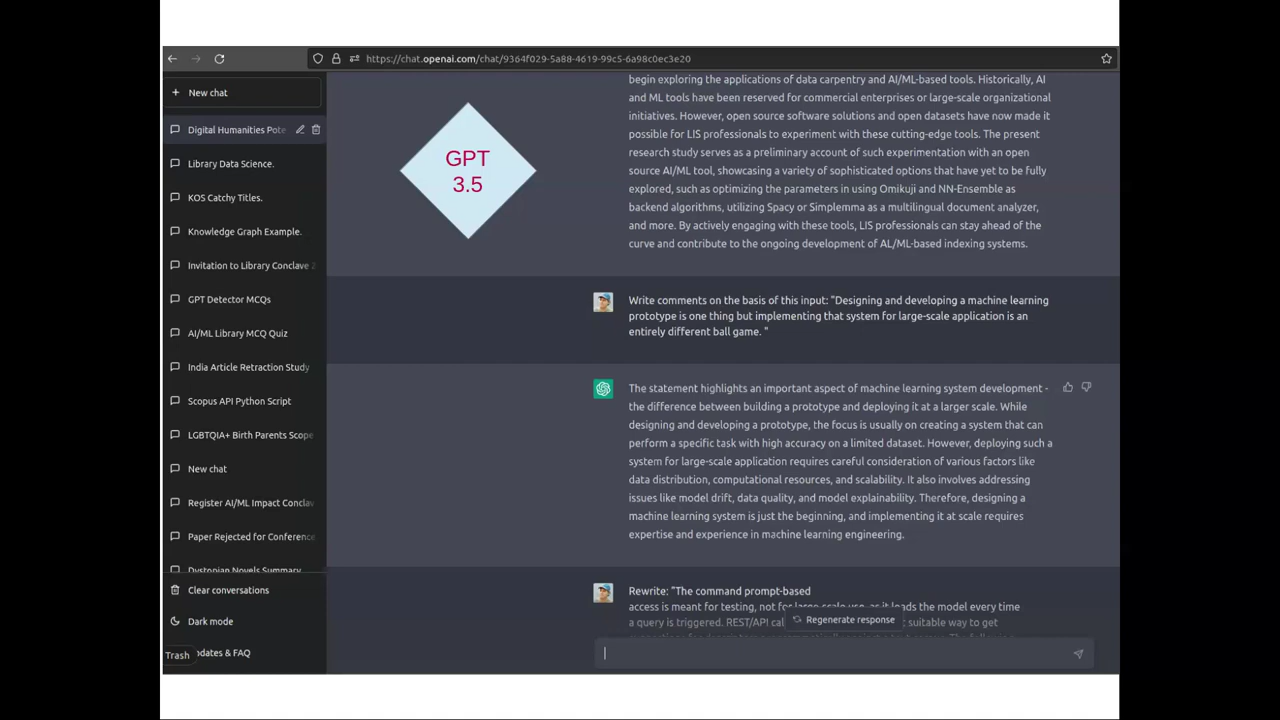 https://chat.openai.com/chat/9364f029-5a88-4619-99c5-6a98c0ec3e20
New chat
Digital Humanities Pote
Library Data Science.
KOS Catchy Titles.
Knowledge Graph Example.
Invitation to Library Conclave 2
GPT Detector MCQs
AI/ML Library MCQ Quiz
India Article Retraction Study
Scopus API Python Script
LGBTQIA+ Birth Parents Scope
New chat
Register AI/ML Impact Conclav
Paper Rejected for Conference
Dystopian Novels Summary
Clear conversations
Dark mode
Trash
pdates & FAQ
GPT
3.5
begin exploring the applications of data carpentry and AI/ML-based tools. Historically, AI
and ML tools have been reserved for commercial enterprises or large-scale organizational
initiatives. However, open source software solutions and open datasets have now made it
possible for LIS professionals to experiment with these cutting-edge tools. The present
research study serves as a preliminary account of such experimentation with an open
source AI/ML tool, showcasing a variety of sophisticated options that have yet to be fully
explored, such as optimizing the parameters in using Omikuji and NN-Ensemble as
backend algorithms, utilizing Spacy or Simplemma as a multilingual document analyzer,
and more. By actively engaging with these tools, LIS professionals can stay ahead of the
curve and contribute to the ongoing development of AL/ML-based indexing systems.
Write comments on the basis of this input: "Designing and developing a machine learning
prototype is one thing but implementing that system for large-scale application is an
entirely different ball game. "
The statement highlights an important aspect of machine learning system development -
the difference between building a prototype and deploying it at a larger scale. While
designing and developing a prototype, the focus is usually on creating a system that can
perform a specific task with high accuracy on a limited dataset. However, deploying such a
system for large-scale application requires careful consideration of various factors like
data distribution, computational resources, and scalability. It also involves addressing
issues like model drift, data quality, and model explainability. Therefore, designing a
machine learning system is just the beginning, and implementing it at scale requires
expertise and experience in machine learning engineering.
Rewrite: "The command prompt-based
access is meant for testing, not for large-scale use, as it loads the model every time
a query is triggered. REST/API cal
suitable way to get
Regenerate response